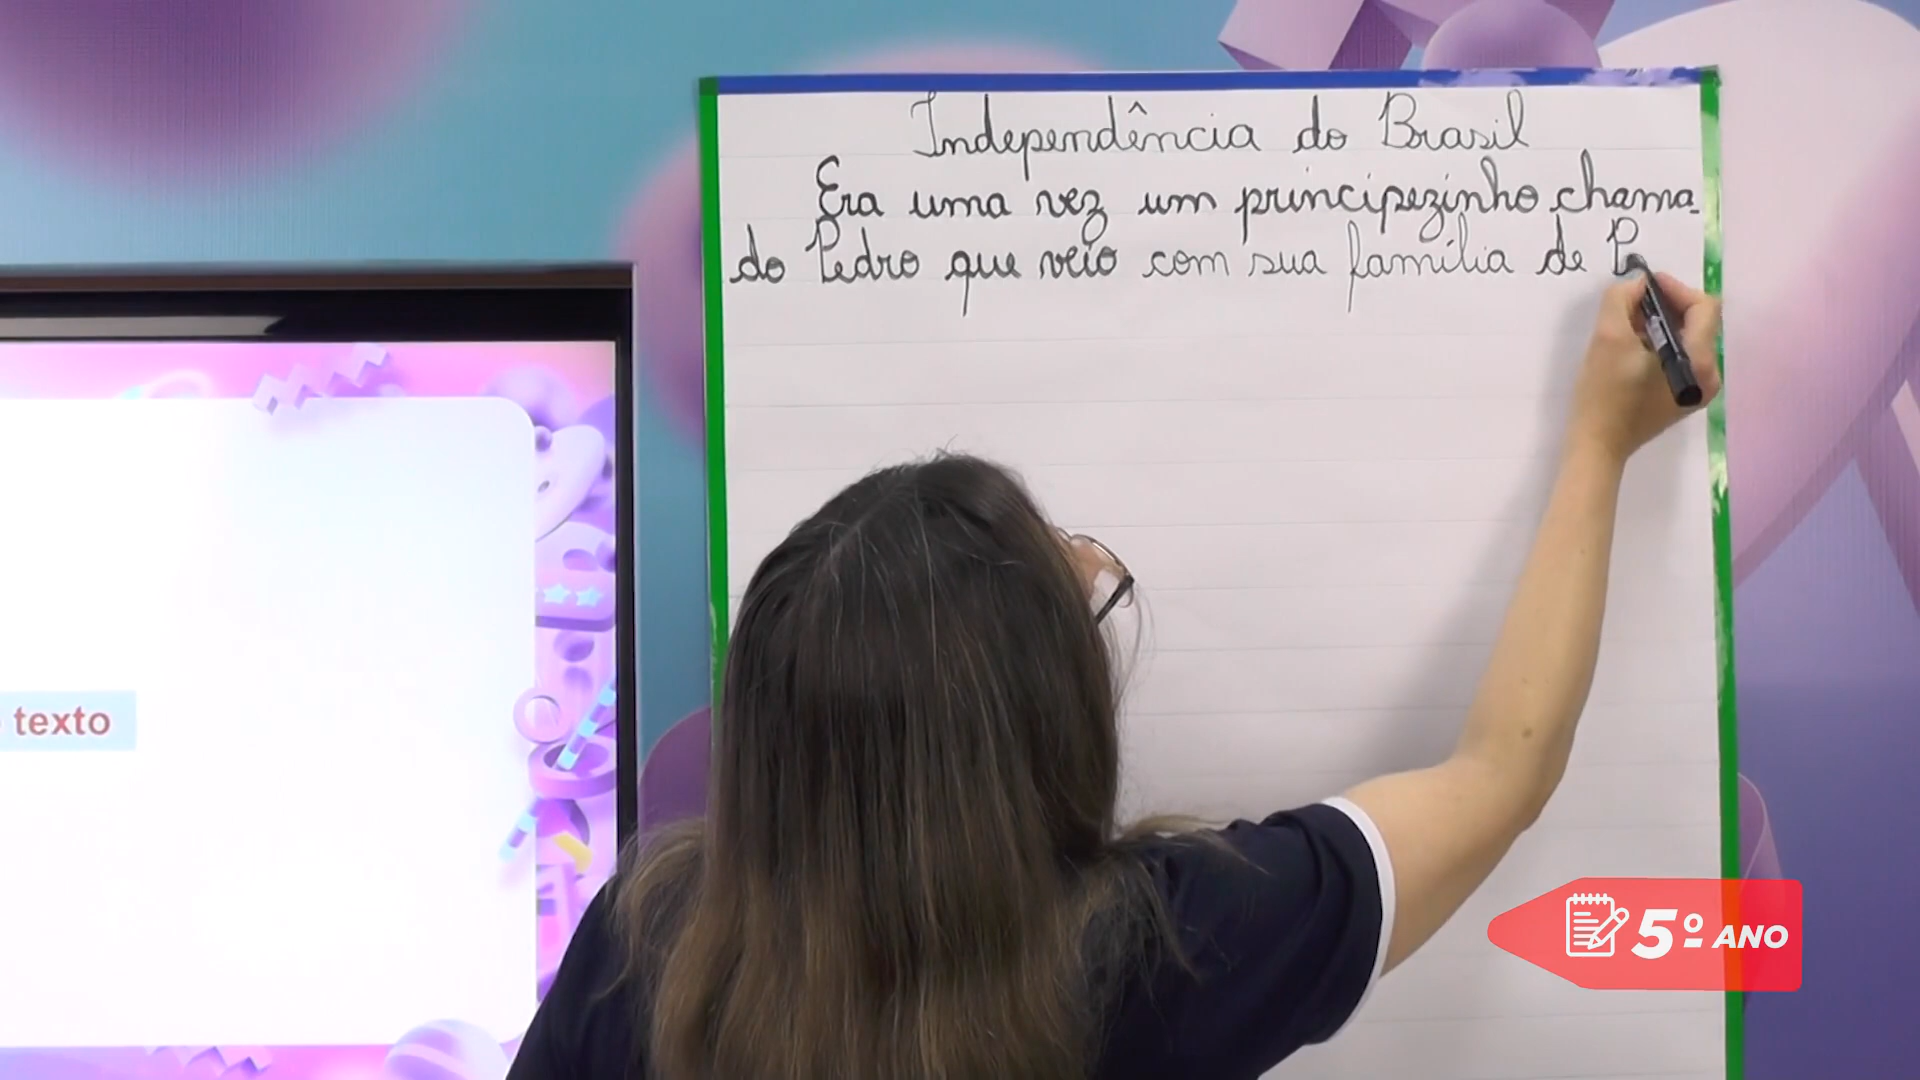 Independência do Brasil
Era uma vez um principezinho chama-
do Pedro que veio com sua família de P
texto
5º ANO